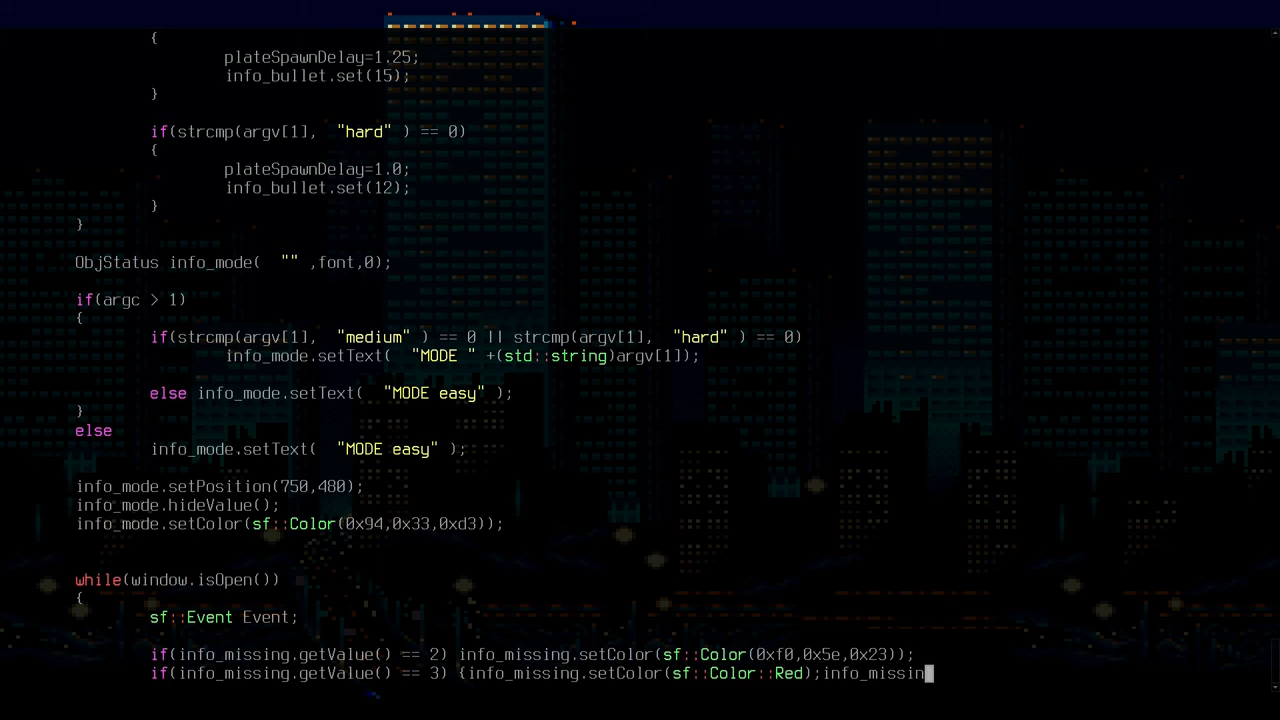 {
plateSpawnDelay=1.25;
info_bullet.set(15);
}
if(strcmp(argv[1],  "hard" ) == 0)
{
plateSpawnDelay=1.0;
info_bullet.set(12);
}
}
ObjStatus info_mode(  "" ,font,0);
if(argc > 1)
{
if(strcmp(argv[1],  "medium" ) == 0 || strcmp(argv[1],  "hard" ) == 0)
info_mode.setText(  "MODE " +(std::string)argv[1]);
else info_mode.setText(  "MODE easy" );
}
else
info_mode.setText(  "MODE easy" );
info_mode.setPosition(750,480);
info_mode.hideValue();
info_mode.setColor(sf::Color(0x94,0x33,0xd3));
while(window.isOpen())
{
sf::Event Event;
if(info_missing.getValue() == 2) info_missing.setColor(sf::Color(0xf0,0x5e,0x23));
if(info_missing.getValue() == 3) {info_missing.setColor(sf::Color::Red);info_missin